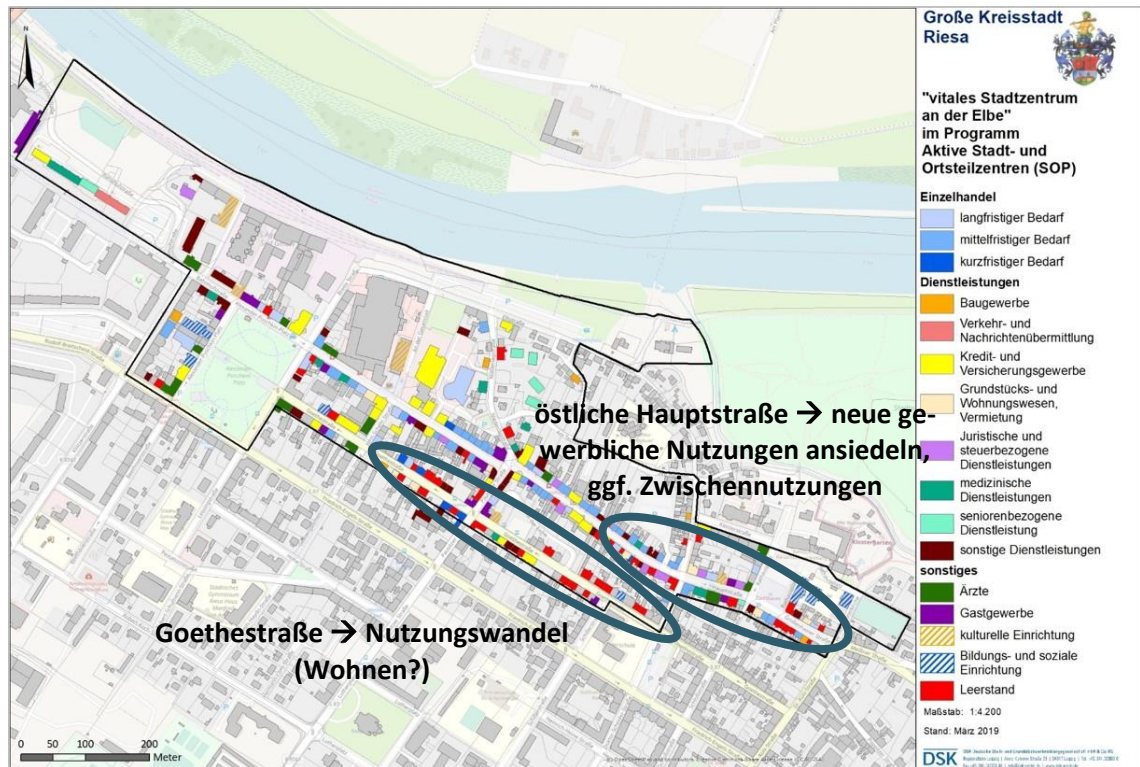 Große Kreisstadt
Riesa
"vitales Stadtzentrum
an der Elbe"
im Programm
Aktive Stadt- und
Ortsteilzentren (SOP)
Einzelhandel
langfristiger Bedarf
mittelfristiger Bedarf
kurzfristiger Bedarf
Dienstleistungen
Baugewerbe
Verkehr- und
Nachrichtenübermittlung
Kredit- und
Versicherungsgewerbe
Grundstücks- und
Wohnungswesen,
Vermietung
Juristische und
steuerbezogene
Dienstleistungen
medizinische
Dienstleistungen
seniorenbezogene
Dienstleistung
sonstige Dienstleistungen
sonstiges
Ärzte
Gastgewerbe
kulturelle Einrichtung
Bildungs- und soziale
Einrichtung
Leerstand
Maßstab: 1:4.200
Stand: März 2019
DSK
N
östliche Hauptstraße → neue ge-
werbliche Nutzungen ansiedeln,
ggf. Zwischennutzungen
Goethestraße → Nutzungswandel
(Wohnen?)
Rudolf-Breitscheid-Straße
Klostergarten
0 50 100 200
Meter